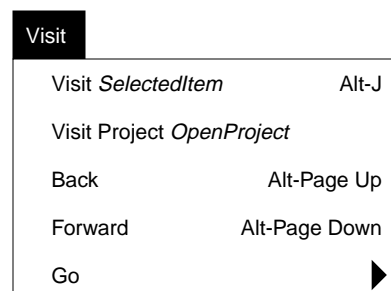 Visit
Visit SelectedItem Alt-J
Visit Project OpenProject
Back Alt-Page Up
Forward Alt-Page Down
Go